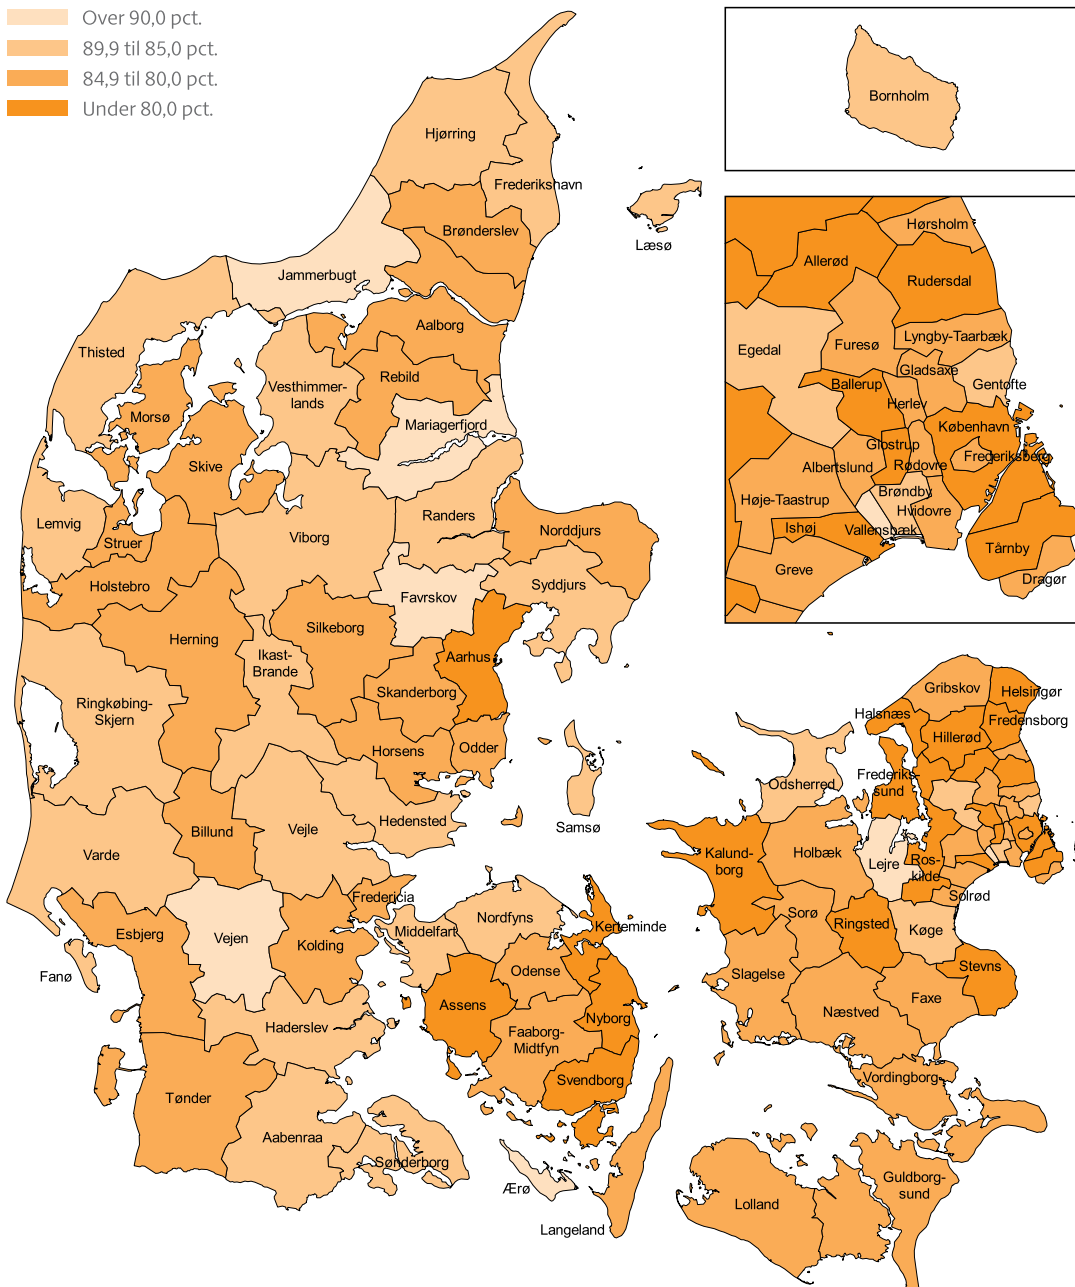 Over 90,0 pct.
89,9 til 85,0 pct.
84,9 til 80,0 pct.
Under 80,0 pct.
Bornholm
Hjørring
Frederikshavn
Læsø
Brønderslev
Jammerbugt
Aalborg
Thisted
Rebild
Vesthimmer-
lands
Morsø
Mariagerfjord
Skive
Lemvig
Struer
Randers
Viborg
Norddjurs
Holstebro
Favrskov
Syddjurs
Silkeborg
Herning
Ikast-
Brande
Aarhus
Skanderborg
Ringkøbing-
Skjern
Horsens
Odder
Samsø
Hedensted
Billund
Vejle
Varde
Fredericia
Esbjerg
Vejen
Kolding
Fanø
Haderslev
Tønder
Aabenraa
Sønderborg
Middelfart
Nordfyns
Kerteminde
Odense
Assens
Nyborg
Faaborg-
Midtfyn
Svendborg
Ærø
Langeland
Hørsholm
Allerød
Rudersdal
Egedal
Furesø
Lyngby-Taarbæk
Gladsaxe
Gentofte
Ballerup
Herlev
København
Glostrup
Frederiksberg
Albertslund
Rødovre
Brøndby
Høje-Taastrup
Hvidovre
Ishøj
Vallensbæk
Greve
Tårnby
Dragør
Gribskov
Helsingør
Halsnæs
Fredensborg
Hillerød
Odsherred
Frederiks-
sund
Kalund-
borg
Holbæk
Lejre
Ros-
kilde
Solrød
Sorø
Ringsted
Køge
Slagelse
Stevns
Faxe
Næstved
Vordingborg
Guldborg-
sund
Lolland